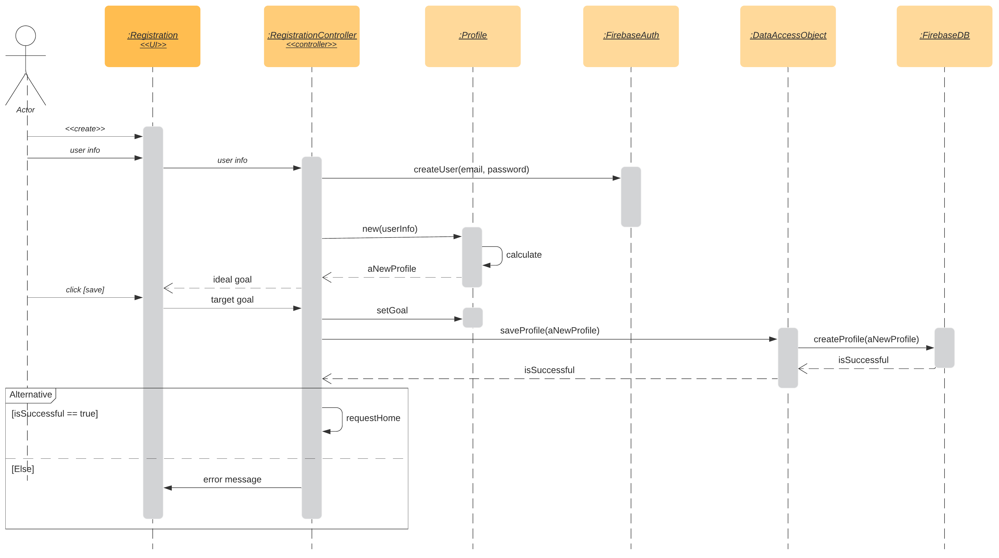 :Registration
<<UI>>
:RegistrationController
<<controller>>
:Profile
:FirebaseAuth
:DataAccessObject
:FirebaseDB
Actor
<<create>>
user info
user info
createUser(email, password)
new(userInfo)
calculate
aNewProfile
ideal goal
click [save]
target goal
setGoal
saveProfile(aNewProfile)
createProfile(aNewProfile)
isSuccessful
isSuccessful
Alternative
[isSuccessful == true]
requestHome
[Else]
error message